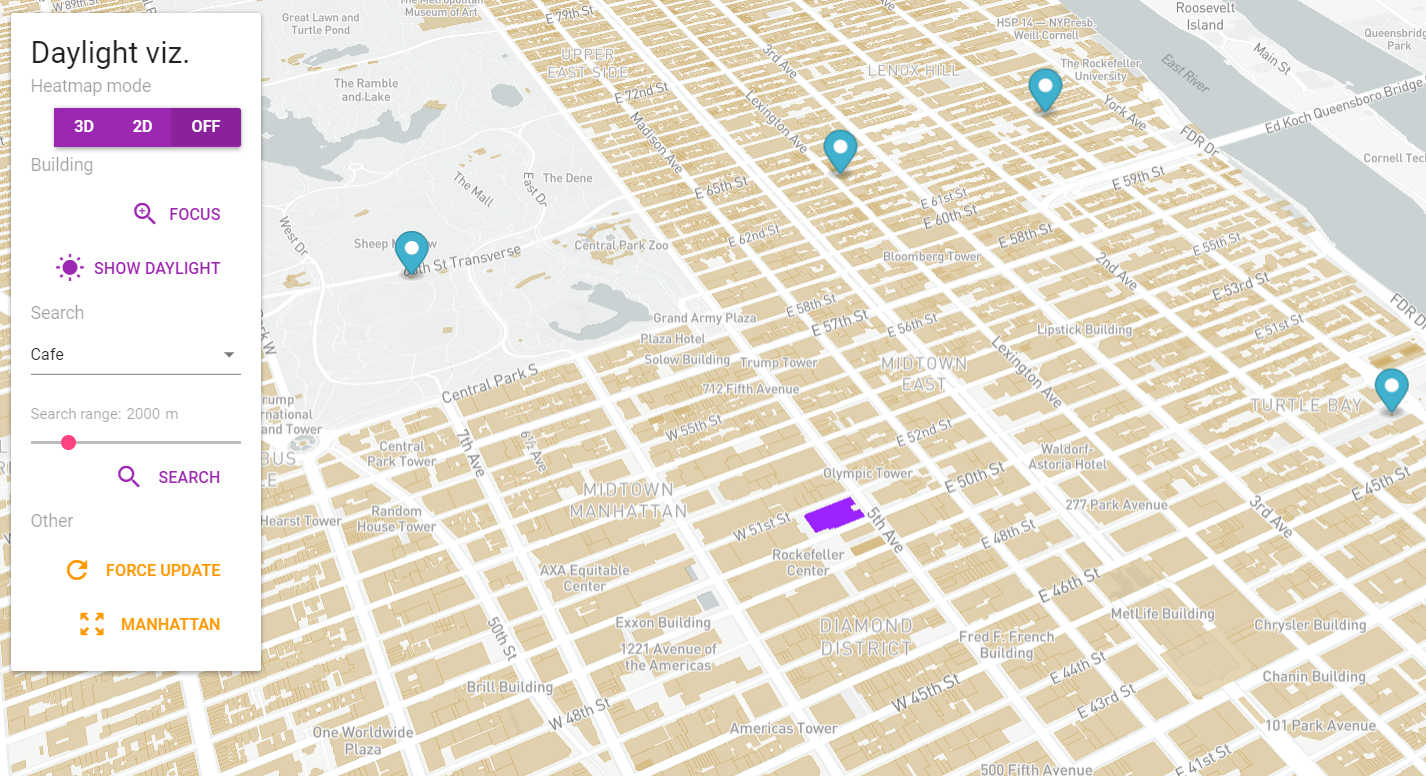 Daylight viz.
Heatmap mode
3D
2D
OFF
Building
FOCUS
SHOW DAYLIGHT
Search
Cafe
Search range: 2000 m
SEARCH
Other
FORCE UPDATE
MANHATTAN
W 89th St
Great Lawn and
Turtle Pond
Museum of Art
E 79th St
UPPER
EAST SIDE
3rd Ave
HSP 14 — NYPresb.
Weill Cornell
Roosevelt
Island
Main St
Queensbridge
Park
LENOX HILL
The Rockefeller
University
East River
The Ramble
and Lake
E 72nd St
Lexington Ave
York Ave
Ed Koch Queensboro Bridge
Madison Ave
FDR Dr
Cornell Tech
The Mall
East Dr
The Dene
E 65th St
E 61st St
E 60th St
E 59th St
West Dr
Sheep
St Transverse
Central Park Zoo
E 62nd St
E 58th St
E 55th St
Bloomberg Tower
2nd Ave
E 53rd St
Grand Army Plaza
E 58th St
E 57th St
E 56th St
FDR D
Plaza Hotel
Lipstick Building
E 51st St
Solow Building
Trump Tower
MIDTOWN
EAST
Lexington Ave
Central Park S
712 Fifth Avenue
TURTLE BAY
and Tower
7th Ave
6 1/2 Ave
W 55th St
E 52nd St
Central
Park Tower
Waldorf-
Astoria Hotel
Olympic Tower
E 50th St
E 45th St
MIDTOWN
MANHATTAN
277 Park Avenue
3rd Ave
Hearst Tower
Random
House Tower
W 51st St
5th Ave
E 48th St
Rockefeller
Center
AXA Equitable
Center
E 46th St
MetLife Building
Chrysler Building
50th St
Exxon Building
DIAMOND
DISTRICT
Fred F. French
Building
1221 Avenue of
the Americas
E 44th St
Chanin Building
Brill Building
W 45th St
E 43rd St
W 48th St
One Worldwide
Plaza
Americas Tower
101 Park Avenue
500 Fifth Avenue
E 41st St